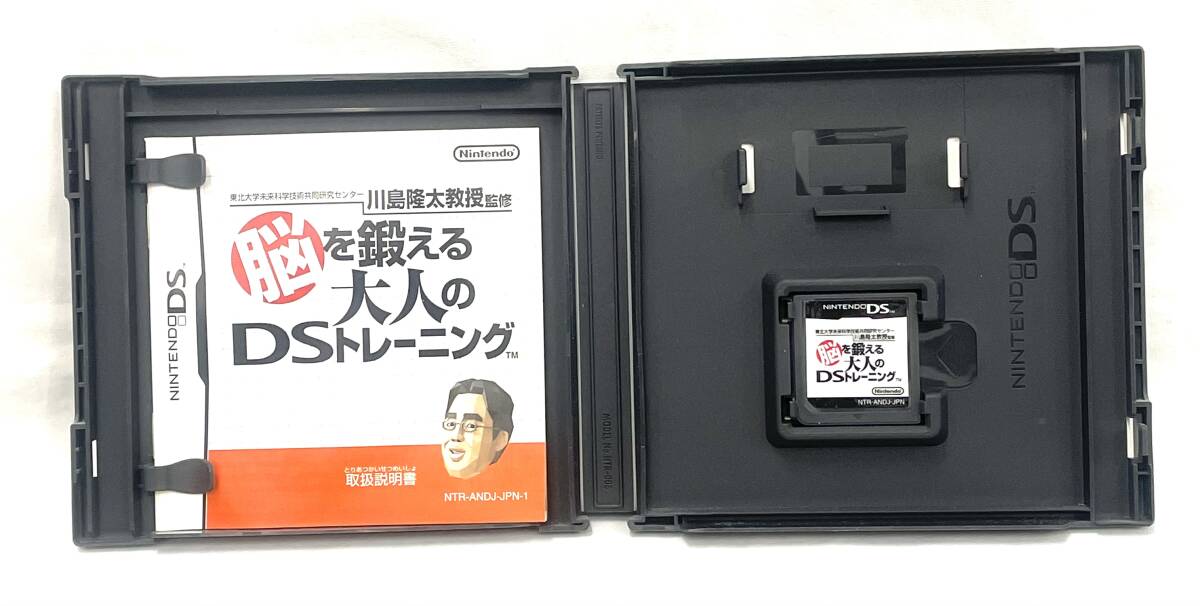 Nintendo
東北大学未来科学技術共同研究センター
川島隆太教授監修
脳を鍛える
大人の
DSトレーニング™
とりあつかいせつめいしょ
取扱説明書
NTR-ANDJ-JPN-1
NINTENDO DS™
NINTENDO DS
NINTENDO DS™
東北大学未来科学技術共同研究センター
川島隆太教授監修
脳を鍛える
大人の
DSトレーニング™
Nintendo
NTR-ANDJ-JPN